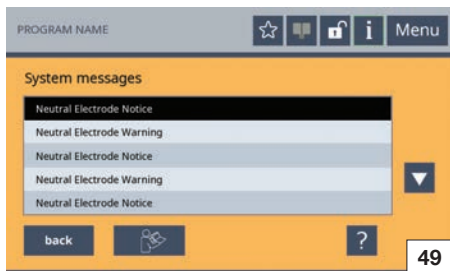 PROGRAM NAME
i Menu
System messages
Neutral Electrode Notice
Neutral Electrode Warning
Neutral Electrode Notice
Neutral Electrode Warning
Neutral Electrode Notice
back ?
49